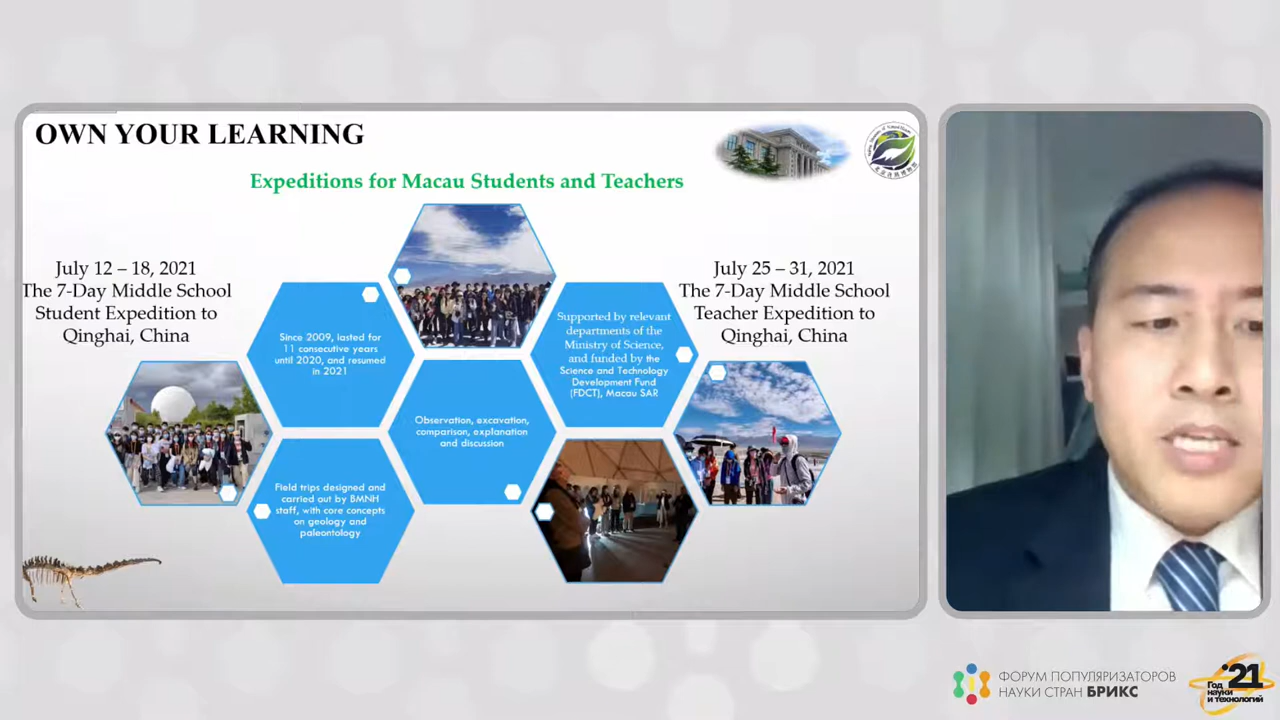 OWN YOUR LEARNING
Expeditions for Macau Students and Teachers
July 12 – 18, 2021
The 7-Day Middle School
Student Expedition to
Qinghai, China
July 25 – 31, 2021
The 7-Day Middle School
Teacher Expedition to
Qinghai, China
Since 2009, lasted for
11 consecutive years
until 2020, and resumed
in 2021
Supported by relevant
departments of the
Ministry of Science,
and funded by the
Science and Technology
Development Fund
(FDCT), Macau SAR
Observation, excavation,
comparison, explanation
and discussion
Field trips designed and
carried out by BMNH
staff, with core concepts
on geology and
paleontology
ФОРУМ ПОПУЛЯРИЗАТОРОВ
НАУКИ СТРАН БРИКС
'21
Год
науки
и технологий